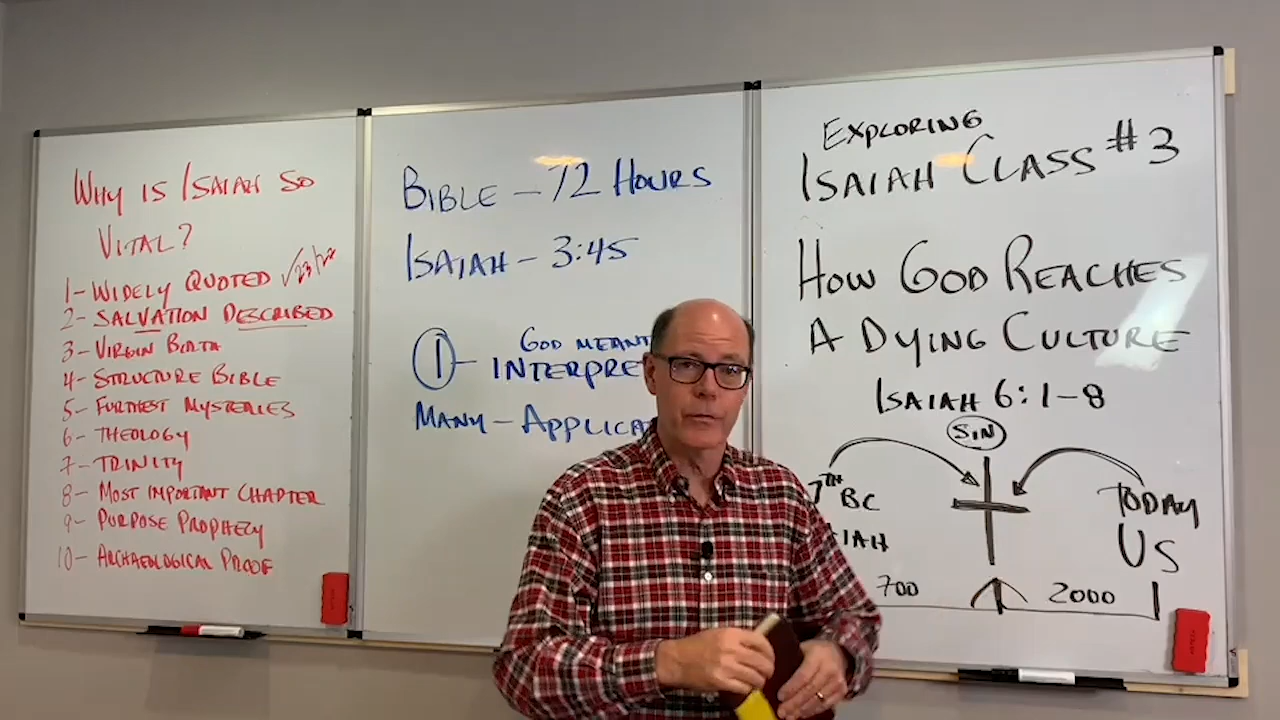 WHY IS ISAIAH SO
VITAL?
1- WIDELY QUOTED
2- SALVATION DESCRIBED
3- VIRGIN BIRTH
4- STRUCTURE BIBLE
5- FURTHEST MYSTERIES
6- THEOLOGY
7- TRINITY
8- MOST IMPORTANT CHAPTER
9- PURPOSE PROPHECY
10- ARCHAEOLOGICAL PROOF
BIBLE - 72 HOURS
ISAIAH - 3:45
1 - GOD MEANT
INTERPRE
MANY - APPLICA
EXPLORING
ISAIAH CLASS #3
HOW GOD REACHES
A DYING CULTURE
ISAIAH 6:1-8
SIN
7TH BC
AIAH
700
TODAY
US
2000